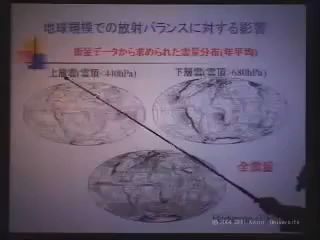 地球規模での放射バランスに対する影響
衛星データから求められた雲量分布(年平均)
上層雲(雲頂<440hPa)
下層雲(雲頂>680hPa)
全雲量